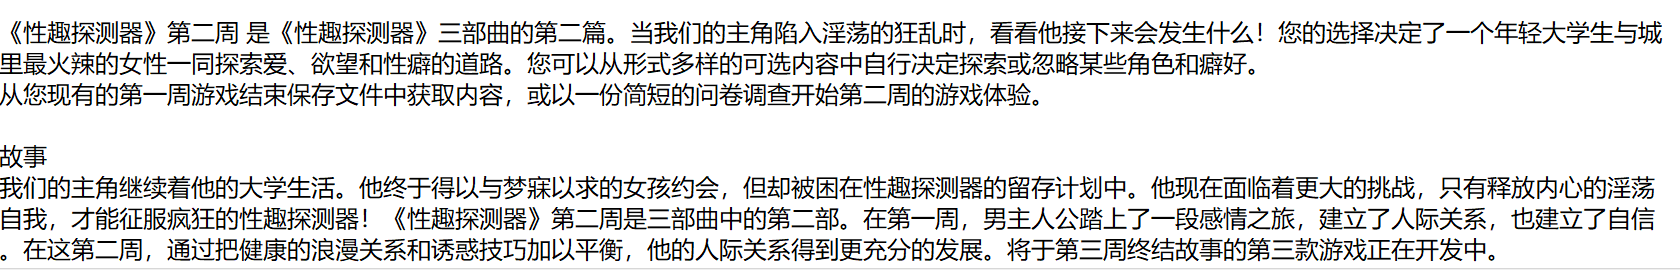 《性趣探测器》第二周 是《性趣探测器》三部曲的第二篇。当我们的主角陷入淫荡的狂乱时，看看他接下来会发生什么！您的选择决定了一个年轻大学生与城
里最火辣的女性一同探索爱、欲望和性癖的道路。您可以从形式多样的可选内容中自行决定探索或忽略某些角色和癖好。
从您现有的第一周游戏结束保存文件中获取内容，或以一份简短的问卷调查开始第二周的游戏体验。
故事
我们的主角继续着他的大学生活。他终于得以与梦寐以求的女孩约会，但却被困在性趣探测器的留存计划中。他现在面临着更大的挑战，只有释放内心的淫荡
自我，才能征服疯狂的性趣探测器！《性趣探测器》第二周是三部曲中的第二部。在第一周，男主人公踏上了一段感情之旅，建立了人际关系，也建立了自信
。在这第二周，通过把健康的浪漫关系和诱惑技巧加以平衡，他的人际关系得到更充分的发展。将于第三周终结故事的第三款游戏正在开发中。